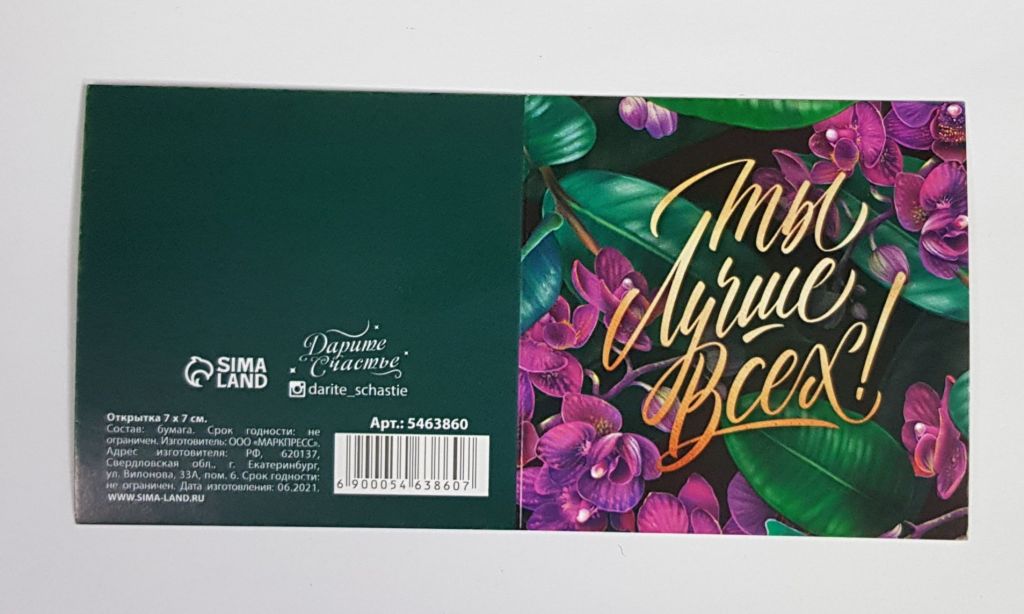 SIMA
LAND
Дарите
Счастье
darite_schastie
Открытка 7 x 7 см.
Состав: бумага. Срок годности: не
ограничен. Изготовитель: ООО «МАРКПРЕСС».
Адрес изготовителя: РФ, 620137,
Свердловская обл., г. Екатеринбург,
ул. Вилонова, 33А, пом. 6. Срок годности:
не ограничен. Дата изготовления: 06.2021.
WWW.SIMA-LAND.RU
Арт.: 5463860
6 900054 638607
Ты
Лучше
Всех!